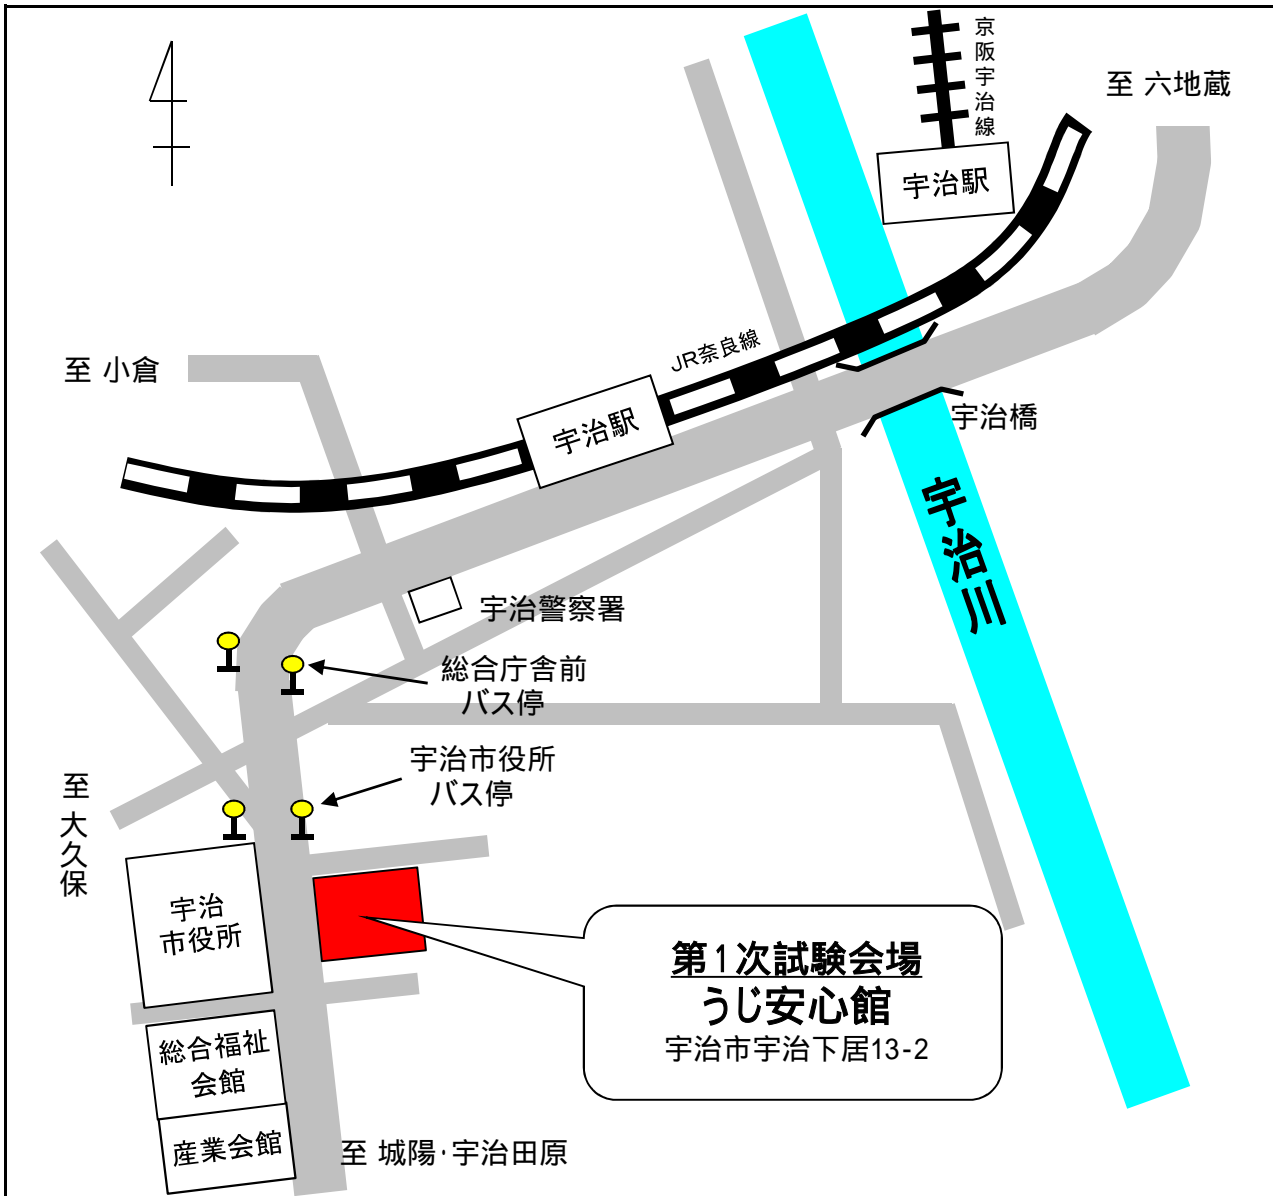 京阪宇治線
至 六地蔵
宇治駅
JR奈良線
至 小倉
宇治駅
宇治橋
宇治川
宇治警察署
総合庁舎前
バス停
宇治市役所
バス停
至 大久保
宇治
市役所
第1次試験会場
うじ安心館
宇治市宇治下居13-2
総合福祉
会館
産業会館
至 城陽・宇治田原